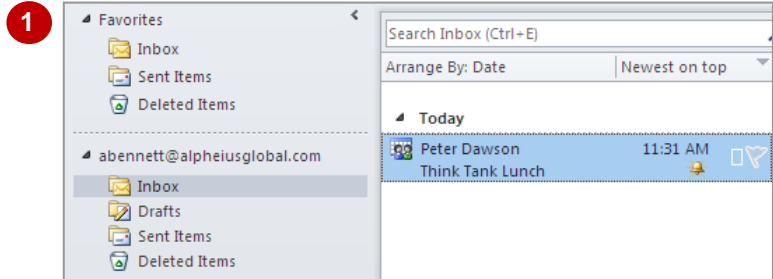 1
Favorites
Inbox
Sent Items
Deleted Items
abennett@alpheiusglobal.com
Inbox
Drafts
Sent Items
Deleted Items
Search Inbox (Ctrl+E)
Arrange By: Date Newest on top
Today
Peter Dawson 11:31 AM
Think Tank Lunch